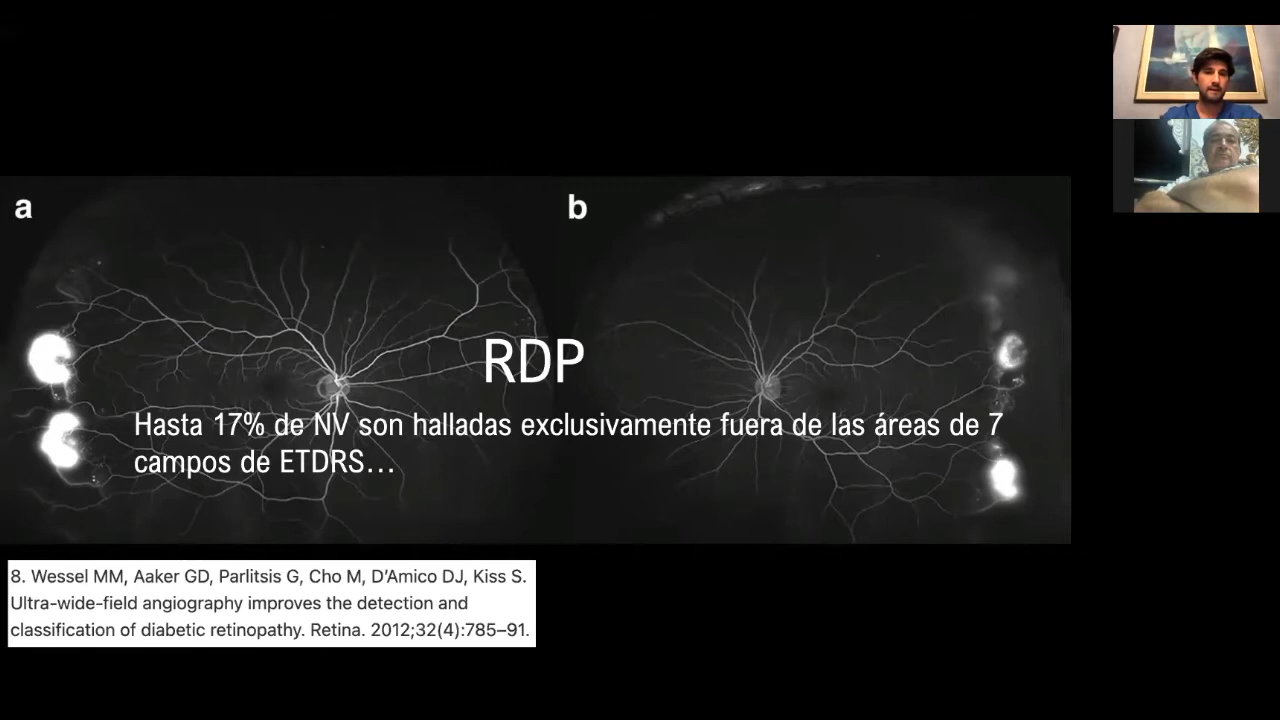 a
b
RDP
Hasta 17% de NV son halladas exclusivamente fuera de las áreas de 7
campos de ETDRS…
8. Wessel MM, Aaker GD, Parlitsis G, Cho M, D’Amico DJ, Kiss S.
Ultra-wide-field angiography improves the detection and
classification of diabetic retinopathy. Retina. 2012;32(4):785–91.